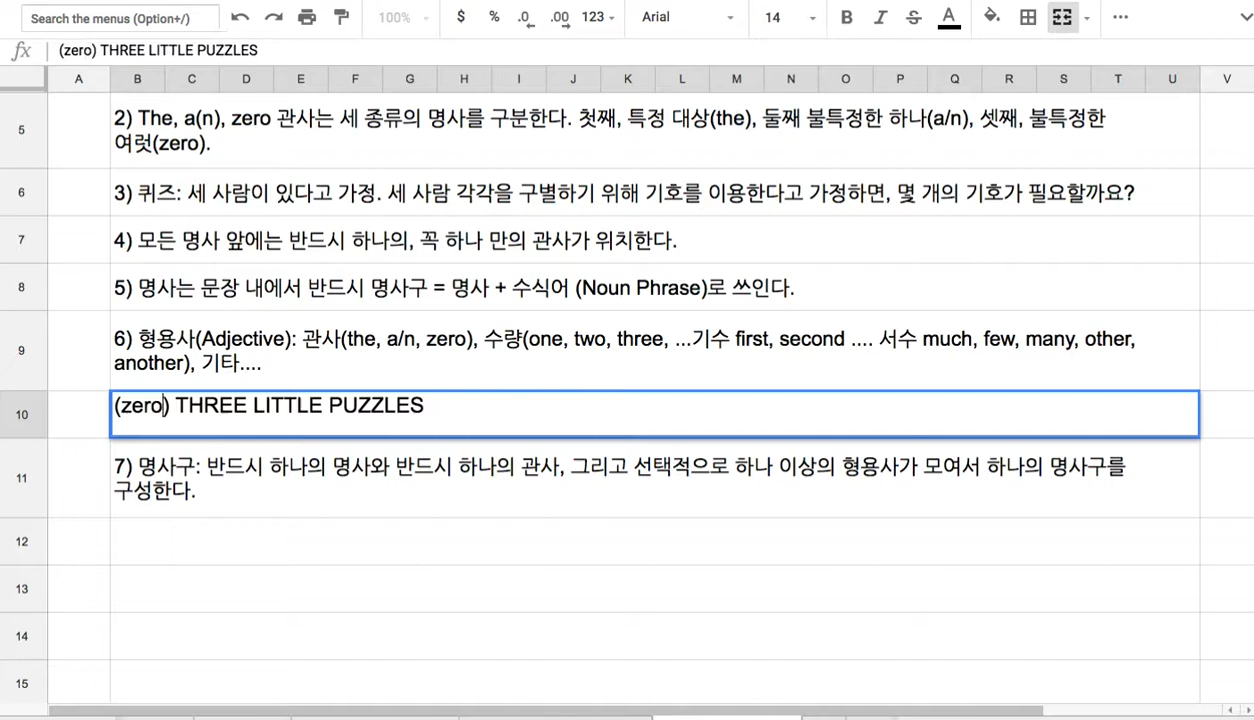 Search the menus (Option+/)
100%
$
%
.0
.00
123
Arial
14
B
I
S
A
fx
(zero) THREE LITTLE PUZZLES
A B C D E F G H I J K L M N O P Q R S T U V
5
2) The, a(n), zero 관사는 세 종류의 명사를 구분한다. 첫째, 특정 대상(the), 둘째 불특정한 하나(a/n), 셋째, 불특정한
여럿(zero).
6
3) 퀴즈: 세 사람이 있다고 가정. 세 사람 각각을 구별하기 위해 기호를 이용한다고 가정하면, 몇 개의 기호가 필요할까요?
7
4) 모든 명사 앞에는 반드시 하나의, 꼭 하나 만의 관사가 위치한다.
8
5) 명사는 문장 내에서 반드시 명사구 = 명사 + 수식어 (Noun Phrase)로 쓰인다.
9
6) 형용사(Adjective): 관사(the, a/n, zero), 수량(one, two, three, ...기수 first, second .... 서수 much, few, many, other,
another), 기타....
10
(zero) THREE LITTLE PUZZLES
11
7) 명사구: 반드시 하나의 명사와 반드시 하나의 관사, 그리고 선택적으로 하나 이상의 형용사가 모여서 하나의 명사구를
구성한다.
12
13
14
15